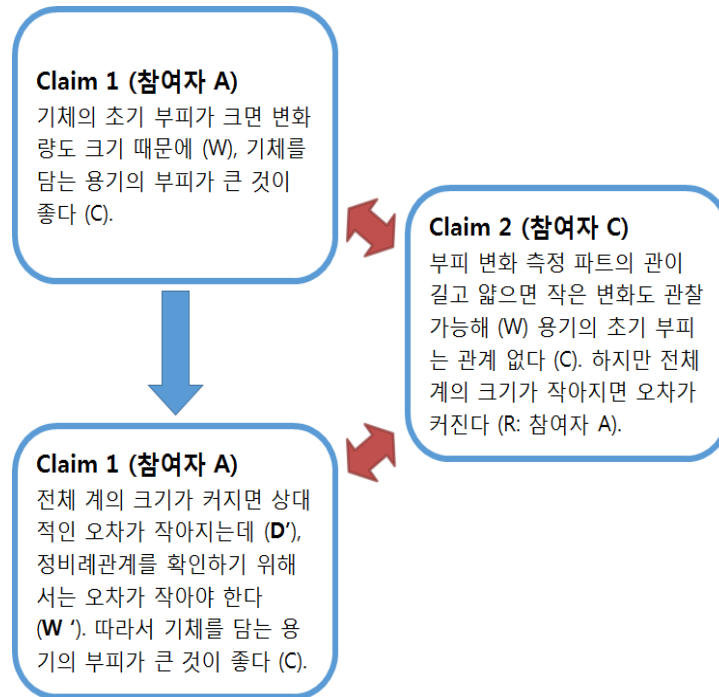 Claim 1 (참여자 A)
기체의 초기 부피가 크면 변화
량도 크기 때문에 (W), 기체를
담는 용기의 부피가 큰 것이
좋다 (C).
Claim 2 (참여자 C)
부피 변화 측정 파트의 관이
길고 얇으면 작은 변화도 관찰
가능해 (W) 용기의 초기 부피
는 관계 없다 (C). 하지만 전체
계의 크기가 작아지면 오차가
커진다 (R: 참여자 A).
Claim 1 (참여자 A)
전체 계의 크기가 커지면 상대
적인 오차가 작아지는데 (D’),
정비례관계를 확인하기 위해
서는 오차가 작아야 한다
(W ‘). 따라서 기체를 담는 용
기의 부피가 큰 것이 좋다 (C).